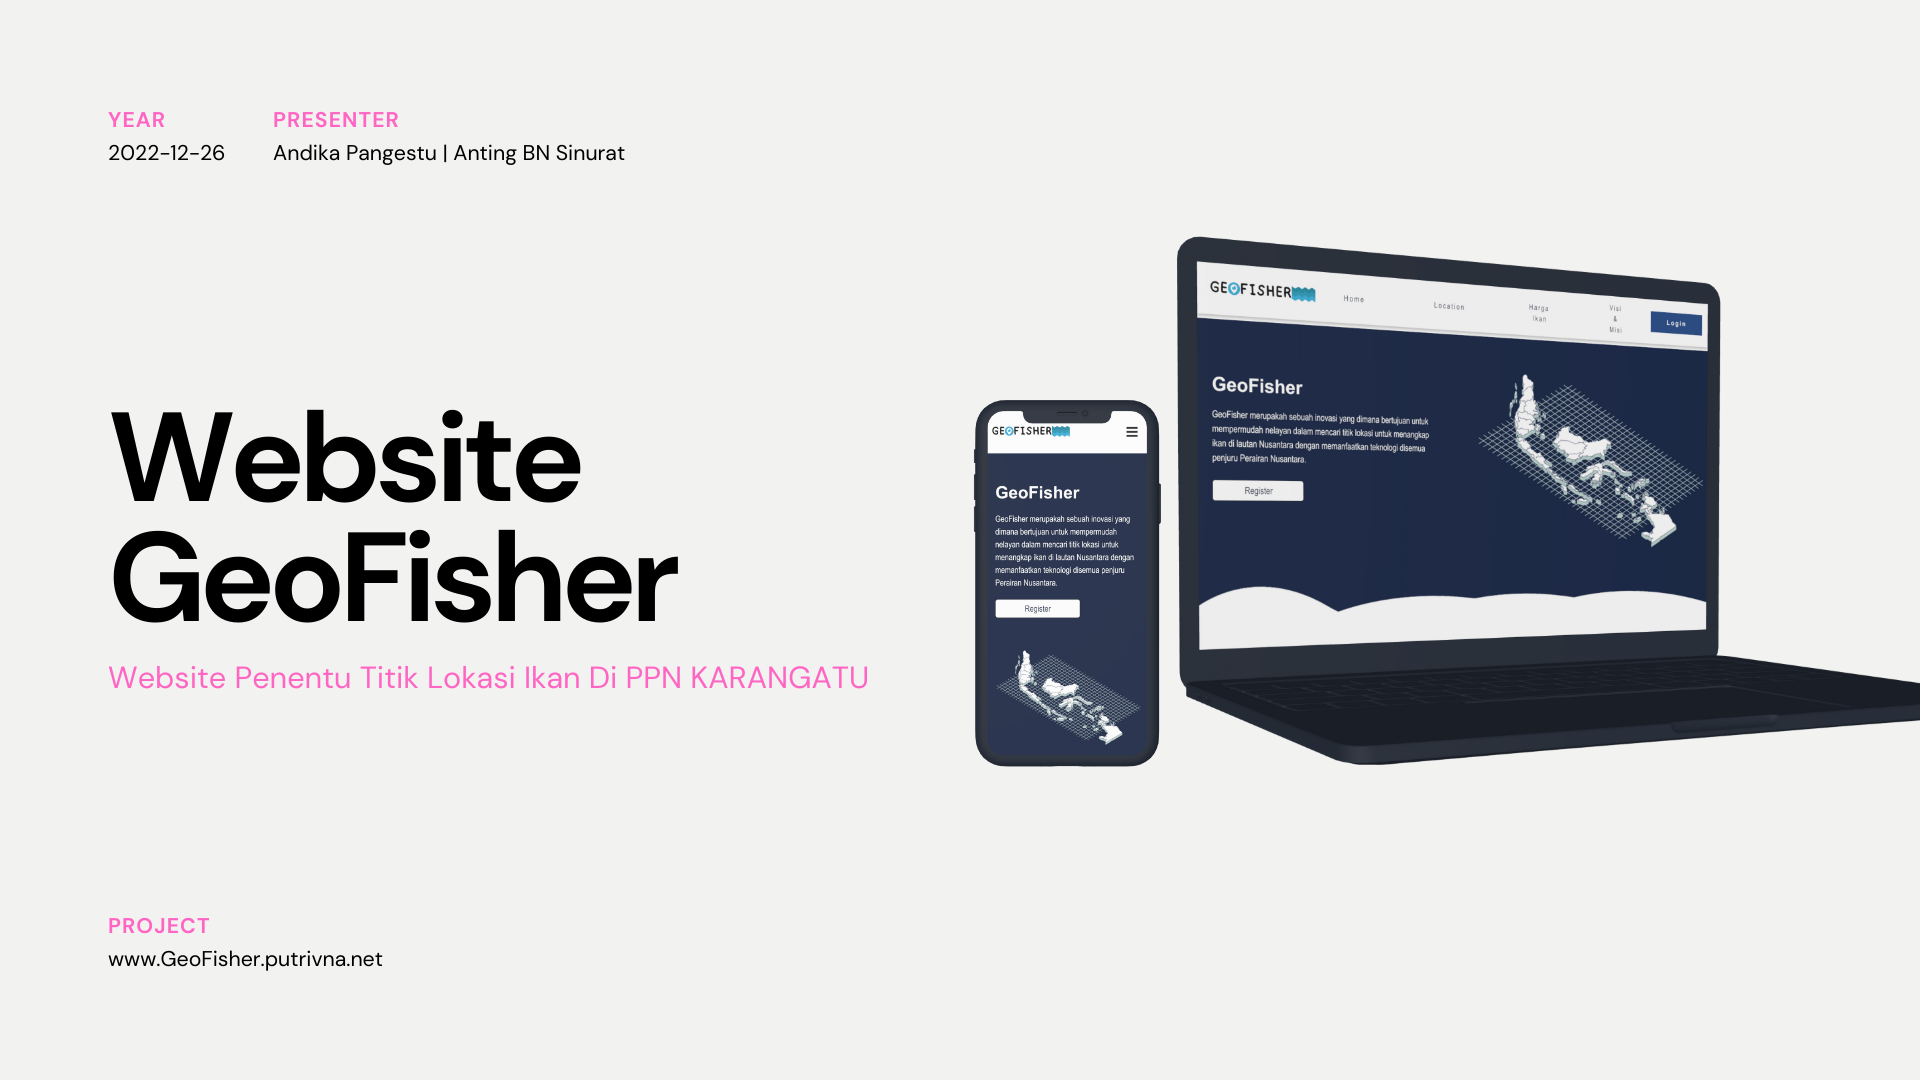 YEAR
2022-12-26
PRESENTER
Andika Pangestu | Anting BN Sinurat
Website
GeoFisher
Website Penentu Titik Lokasi Ikan Di PPN KARANGATU
PROJECT
www.GeoFisher.putrivna.net
GEOFISHER
GeoFisher
GeoFisher merupakah sebuah inovasi yang
dimana bertujuan untuk mempermudah
nelayan dalam mencari titik lokasi untuk
menangkap ikan di lautan Nusantara dengan
memanfaatkan teknologi disemua penjuru
Perairan Nusantara.
Register
GEOFISHER
Home
Location
Harga
Ikan
Visi
&
Misi
Login
GeoFisher
GeoFisher merupakah sebuah inovasi yang dimana bertujuan untuk
mempermudah nelayan dalam mencari titik lokasi untuk menangkap
ikan di lautan Nusantara dengan memanfaatkan teknologi disemua
penjuru Perairan Nusantara.
Register